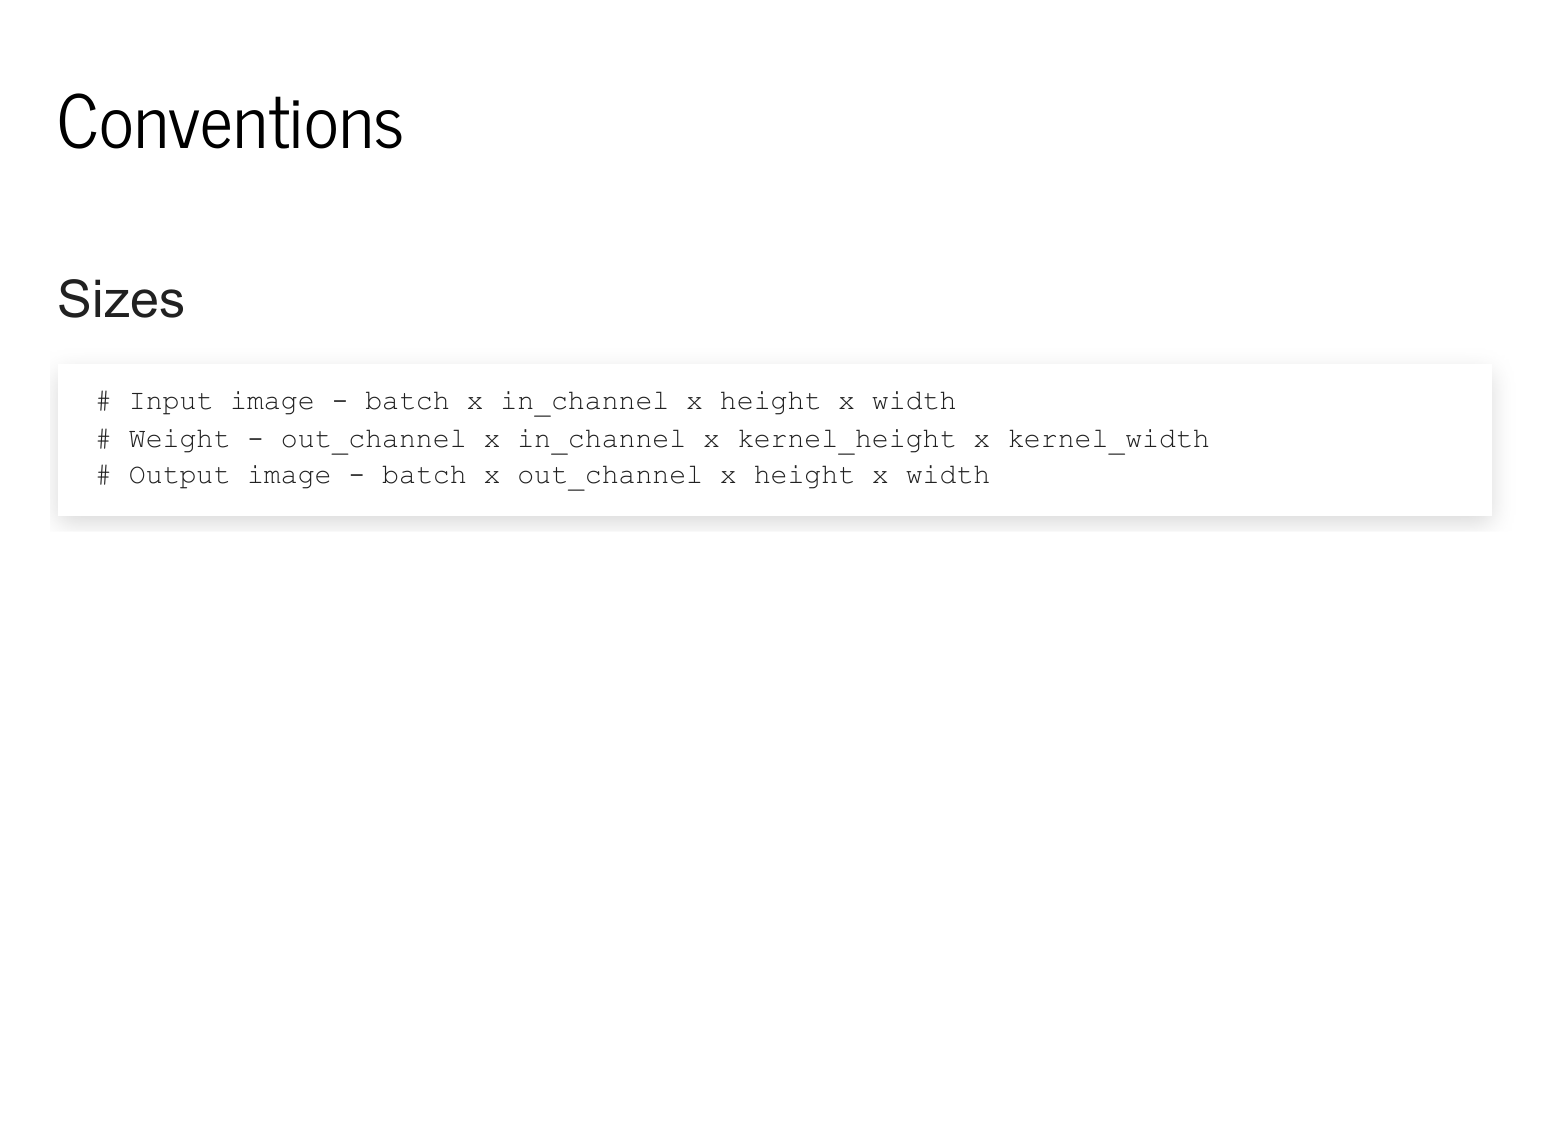 Conventions
Sizes
# Input image - batch x in_channel x height x width
# Weight - out_channel x in_channel x kernel_height x kernel_width
# Output image - batch x out_channel x height x width